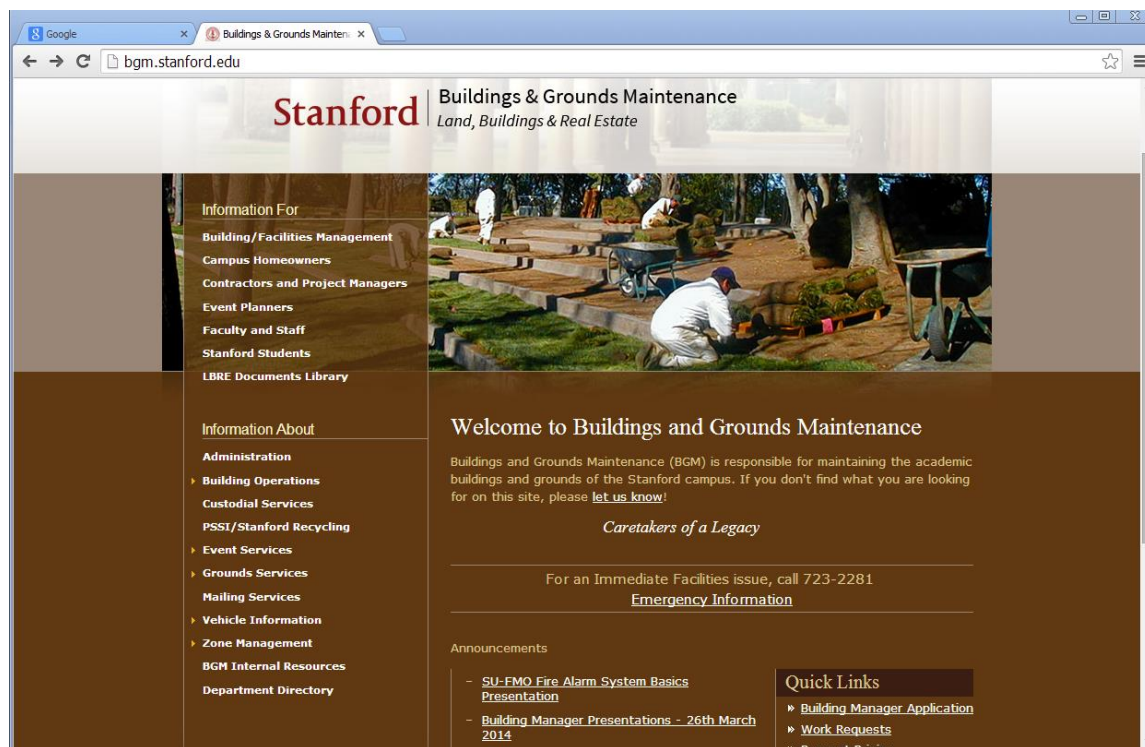 Google
Buildings & Grounds Mainten
bgm.stanford.edu
Stanford
Buildings & Grounds Maintenance
Land, Buildings & Real Estate
Information For
Building/Facilities Management
Campus Homeowners
Contractors and Project Managers
Event Planners
Faculty and Staff
Stanford Students
LBRE Documents Library
Information About
Administration
Building Operations
Custodial Services
PSSI/Stanford Recycling
Event Services
Grounds Services
Mailing Services
Vehicle Information
Zone Management
BGM Internal Resources
Department Directory
Welcome to Buildings and Grounds Maintenance
Buildings and Grounds Maintenance (BGM) is responsible for maintaining the academic
buildings and grounds of the Stanford campus. If you don't find what you are looking
for on this site, please let us know!
Caretakers of a Legacy
For an Immediate Facilities issue, call 723-2281
Emergency Information
Announcements
– SU-FMO Fire Alarm System Basics
Presentation
– Building Manager Presentations - 26th March
2014
Quick Links
» Building Manager Application
» Work Requests